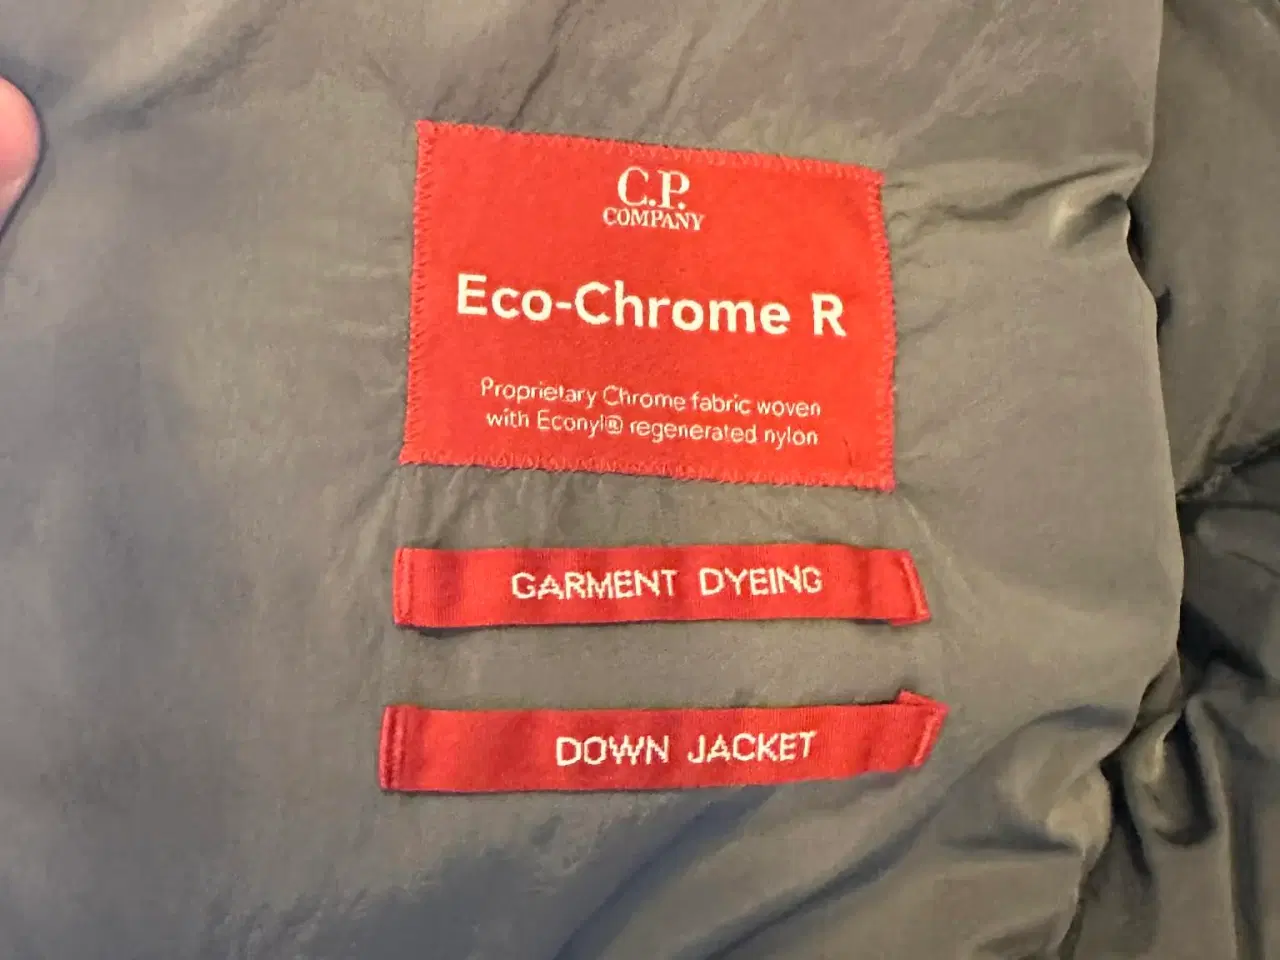 C.P.
COMPANY
Eco-Chrome R
Proprietary Chrome fabric woven
with Econyl® regenerated nylon
GARMENT DYEING
DOWN JACKET